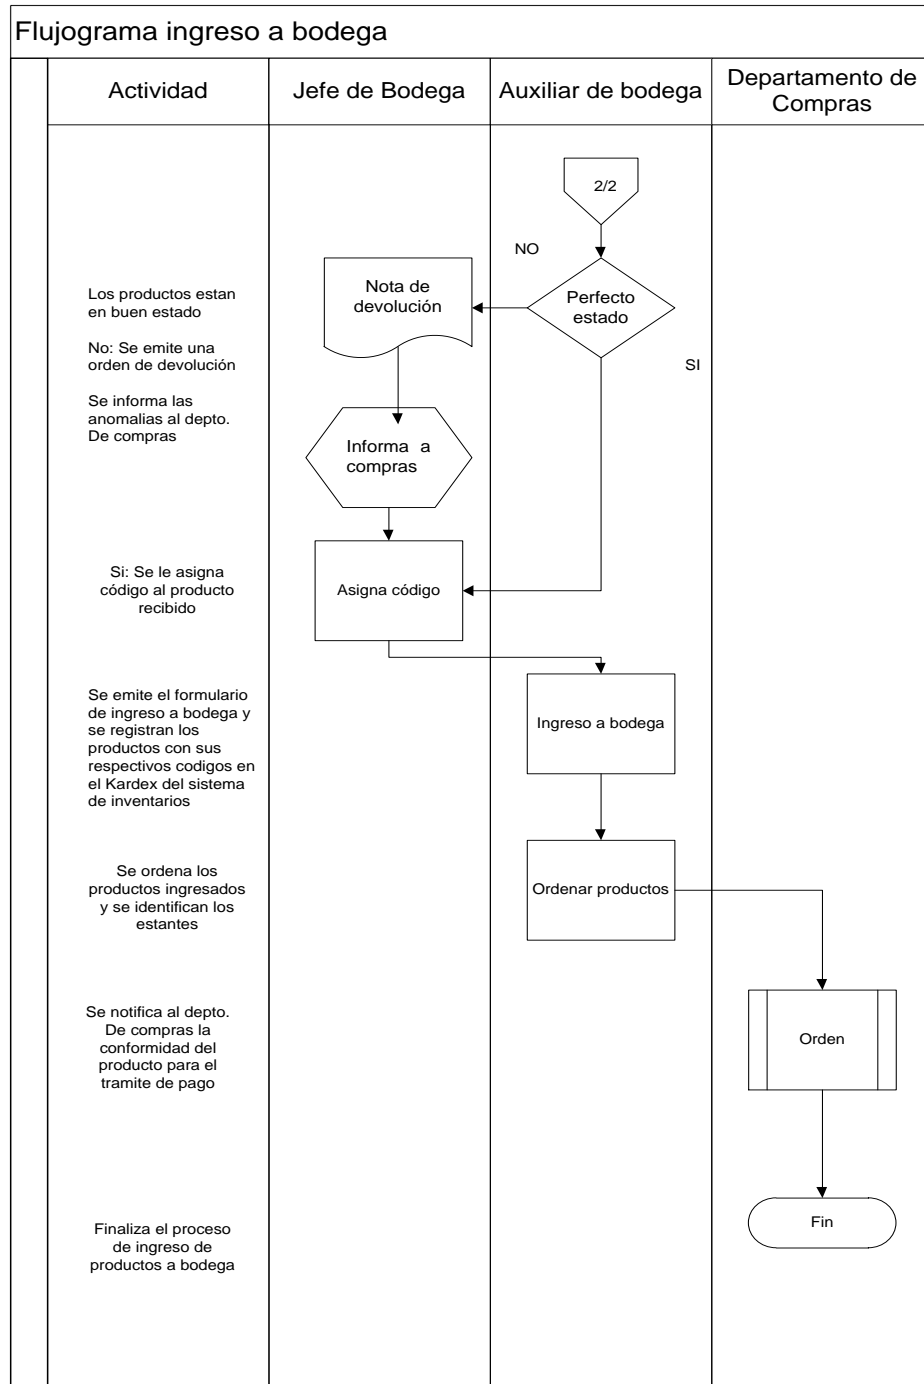 Flujograma ingreso a bodega
Actividad
Jefe de Bodega
Auxiliar de bodega
Departamento de
Compras
2/2
NO
Perfecto
estado
SI
Nota de
devolución
Los productos estan
en buen estado
No: Se emite una
orden de devolución
Se informa las
anomalias al depto.
De compras
Informa a
compras
Si: Se le asigna
código al producto
recibido
Asigna código
Se emite el formulario
de ingreso a bodega y
se registran los
productos con sus
respectivos codigos en
el Kardex del sistema
de inventarios
Ingreso a bodega
Se ordena los
productos ingresados
y se identifican los
estantes
Ordenar productos
Se notifica al depto.
De compras la
conformidad del
producto para el
tramite de pago
Orden
Finaliza el proceso
de ingreso de
productos a bodega
Fin